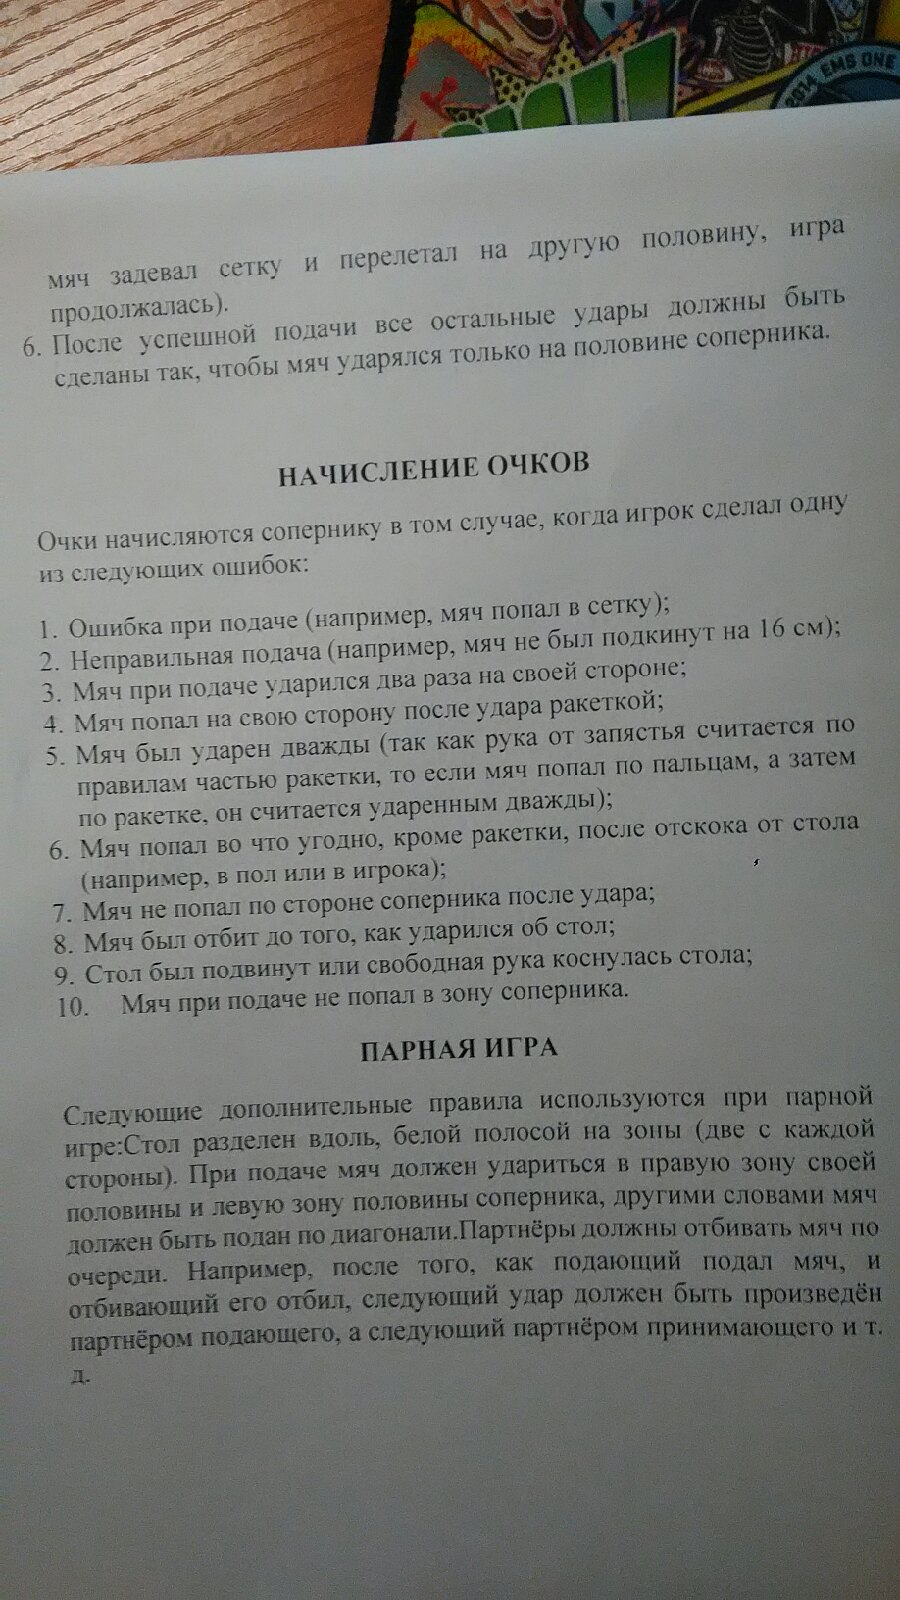 2014 EMS ONE
мяч задевал сетку и перелетал на другую половину, игра
продолжалась).
6. После успешной подачи все остальные удары должны быть
сделаны так, чтобы мяч ударялся только на половине соперника.
НАЧИСЛЕНИЕ ОЧКОВ
Очки начисляются сопернику в том случае, когда игрок сделал одну
из следующих ошибок:
1. Ошибка при подаче (например, мяч попал в сетку);
2. Неправильная подача (например, мяч не был подкинут на 16 см);
3. Мяч при подаче ударился два раза на своей стороне;
4. Мяч попал на свою сторону после удара ракеткой;
5. Мяч был ударен дважды (так как рука от запястья считается по
правилам частью ракетки, то если мяч попал по пальцам, а затем
по ракетке, он считается ударенным дважды);
6. Мяч попал во что угодно, кроме ракетки, после отскока от стола
(например, в пол или в игрока);
7. Мяч не попал по стороне соперника после удара;
8. Мяч был отбит до того, как ударился об стол;
9. Стол был подвинут или свободная рука коснулась стола;
10. Мяч при подаче не попал в зону соперника.
ПАРНАЯ ИГРА
Следующие дополнительные правила используются при парной
игре:Стол разделен вдоль, белой полосой на зоны (две с каждой
стороны). При подаче мяч должен удариться в правую зону своей
половины и левую зону половины соперника, другими словами мяч
должен быть подан по диагонали.Партнёры должны отбивать мяч по
очереди. Например, после того, как подающий подал мяч, и
отбивающий его отбил, следующий удар должен быть произведён
партнёром подающего, а следующий партнёром принимающего и т.
д.